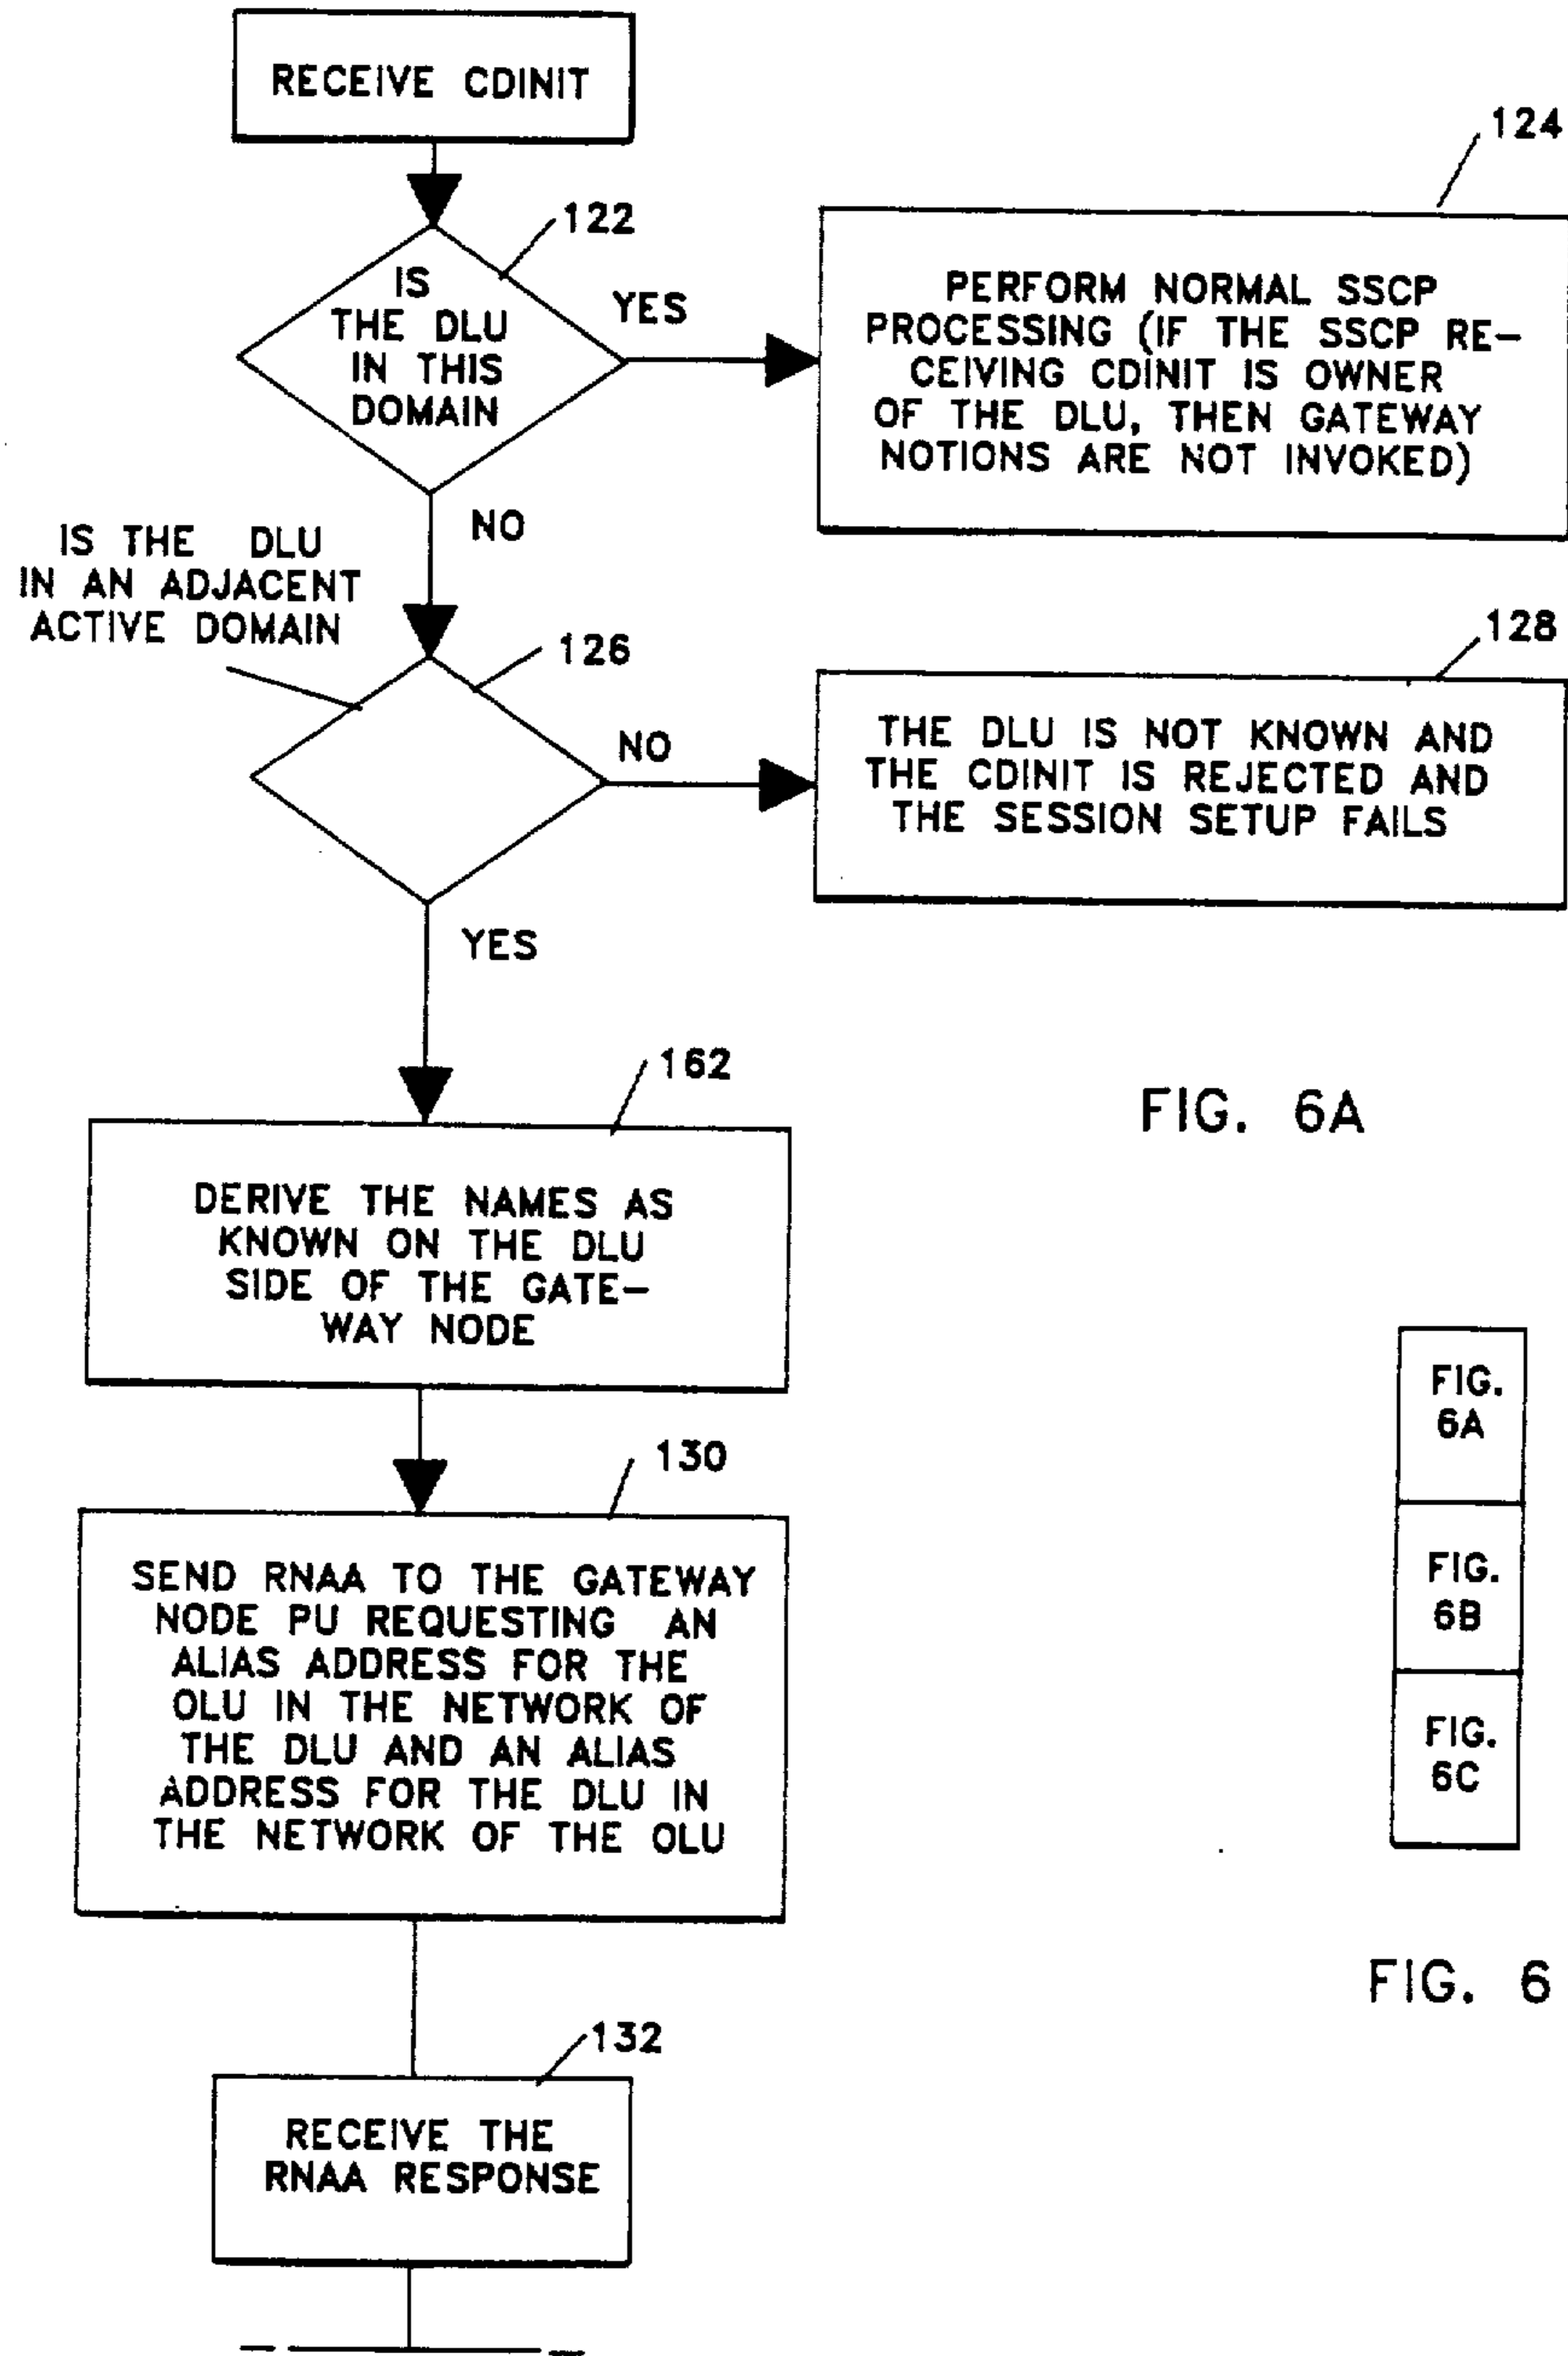 RECEIVE CDINIT
122
IS
THE DLU
IN THIS
DOMAIN
YES
124
PERFORM NORMAL SSCP
PROCESSING (IF THE SSCP RE-
CEIVING CDINIT IS OWNER
OF THE DLU, THEN GATEWAY
NOTIONS ARE NOT INVOKED)
NO
IS THE DLU
IN AN ADJACENT
ACTIVE DOMAIN
126
NO
128
THE DLU IS NOT KNOWN AND
THE CDINIT IS REJECTED AND
THE SESSION SETUP FAILS
YES
162
DERIVE THE NAMES AS
KNOWN ON THE DLU
SIDE OF THE GATE-
WAY NODE
FIG. 6A
130
SEND RNAA TO THE GATEWAY
NODE PU REQUESTING AN
ALIAS ADDRESS FOR THE
OLU IN THE NETWORK OF
THE DLU AND AN ALIAS
ADDRESS FOR THE DLU IN
THE NETWORK OF THE OLU
132
RECEIVE THE
RNAA RESPONSE
FIG.
6A
FIG.
6B
FIG.
6C
FIG. 6